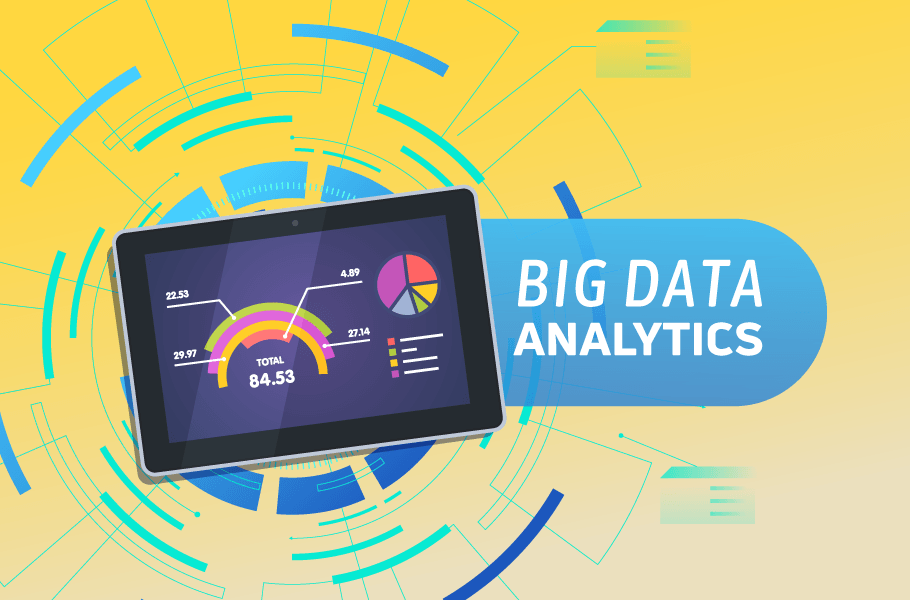 BIG DATA
ANALYTICS
22.53
4.89
29.97
27.14
TOTAL
84.53